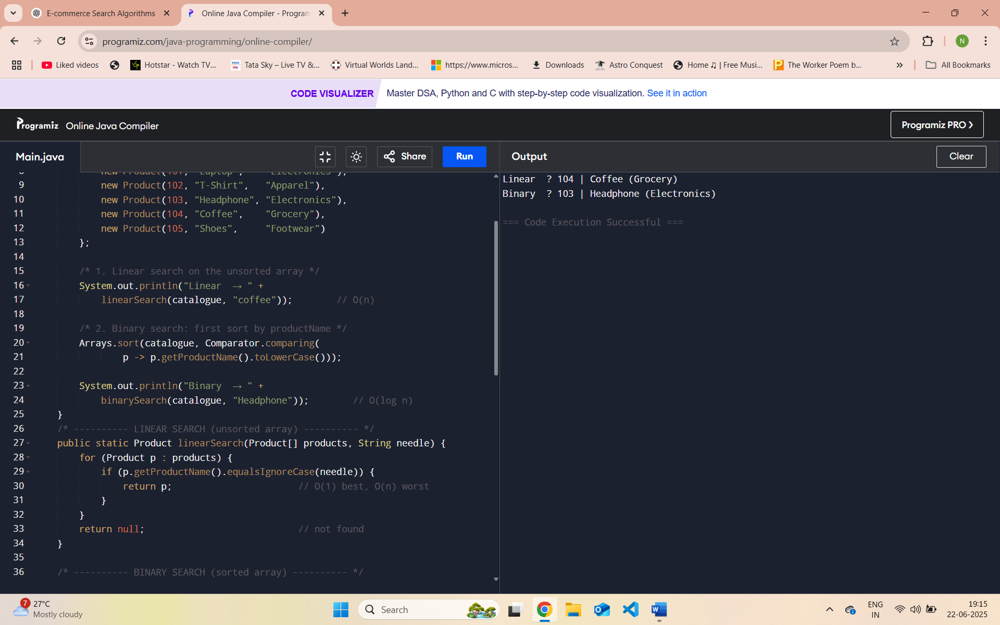 E-commerce Search Algorithms
Online Java Compiler - Program
programiz.com/java-programming/online-compiler/
N
Liked videos
Hotstar - Watch TV...
TATA sky
Tata Sky – Live TV &...
Virtual Worlds Land...
https://www.micros...
Downloads
Astro Conquest
Home ♫ | Free Musi...
The Worker Poem b...
All Bookmarks
CODE VISUALIZER
Master DSA, Python and C with step-by-step code visualization. See it in action
Programiz
Online Java Compiler
Programiz PRO ❯
Main.java
Share
Run
Output
Clear
8 new Product(101, "Laptop", "Electronics"),
9 new Product(102, "T-Shirt", "Apparel"),
10 new Product(103, "Headphone", "Electronics"),
11 new Product(104, "Coffee", "Grocery"),
12 new Product(105, "Shoes", "Footwear")
13 };
14
15 /* 1. Linear search on the unsorted array */
16 System.out.println("Linear → " +
17 linearSearch(catalogue, "coffee")); // O(n)
18
19 /* 2. Binary search: first sort by productName */
20 Arrays.sort(catalogue, Comparator.comparing(
21 p -> p.getProductName().toLowerCase()));
22
23 System.out.println("Binary → " +
24 binarySearch(catalogue, "Headphone")); // O(log n)
25 }
26 /* ---------- LINEAR SEARCH (unsorted array) ---------- */
27 public static Product linearSearch(Product[] products, String needle) {
28 for (Product p : products) {
29 if (p.getProductName().equalsIgnoreCase(needle)) {
30 return p; // O(1) best, O(n) worst
31 }
32 }
33 return null; // not found
34 }
35
36 /* ---------- BINARY SEARCH (sorted array) ---------- */
Linear ? 104 | Coffee (Grocery)
Binary ? 103 | Headphone (Electronics)
=== Code Execution Successful ===
7
27°C
Mostly cloudy
Search
ENG
IN
19:15
22-06-2025